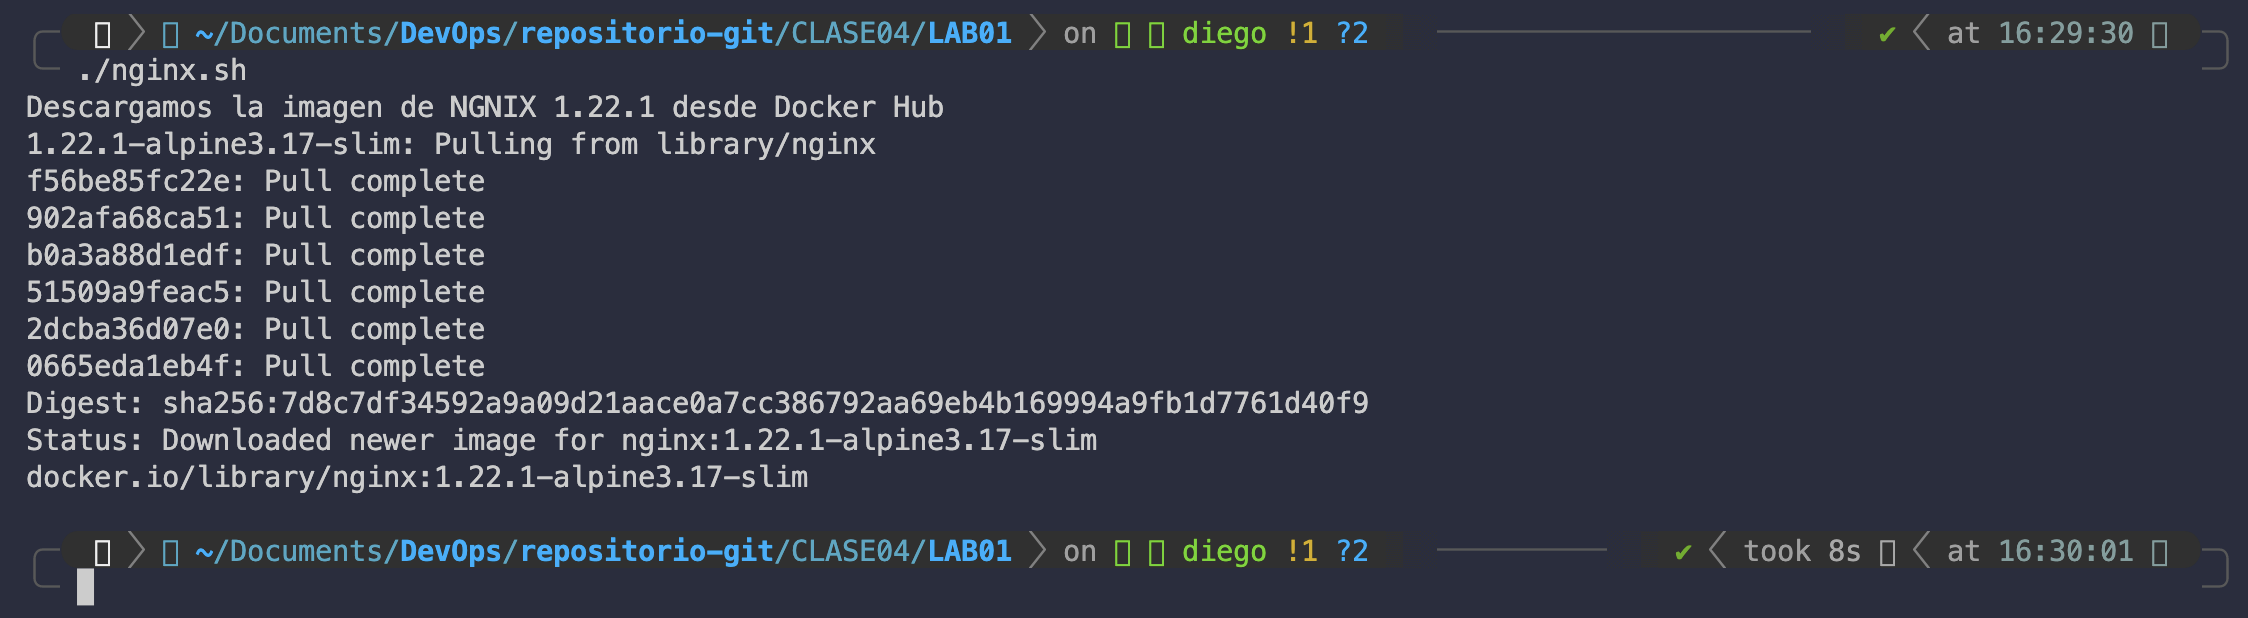 ~/Documents/DevOps/repositorio-git/CLASE04/LAB01 on diego !1 ?2 ✔ at 16:29:30
./nginx.sh
Descargamos la imagen de NGNIX 1.22.1 desde Docker Hub
1.22.1-alpine3.17-slim: Pulling from library/nginx
f56be85fc22e: Pull complete
902afa68ca51: Pull complete
b0a3a88d1edf: Pull complete
51509a9feac5: Pull complete
2dcba36d07e0: Pull complete
0665eda1eb4f: Pull complete
Digest: sha256:7d8c7df34592a9a09d21aace0a7cc386792aa69eb4b169994a9fb1d7761d40f9
Status: Downloaded newer image for nginx:1.22.1-alpine3.17-slim
docker.io/library/nginx:1.22.1-alpine3.17-slim
~/Documents/DevOps/repositorio-git/CLASE04/LAB01 on diego !1 ?2 ✔ took 8s at 16:30:01